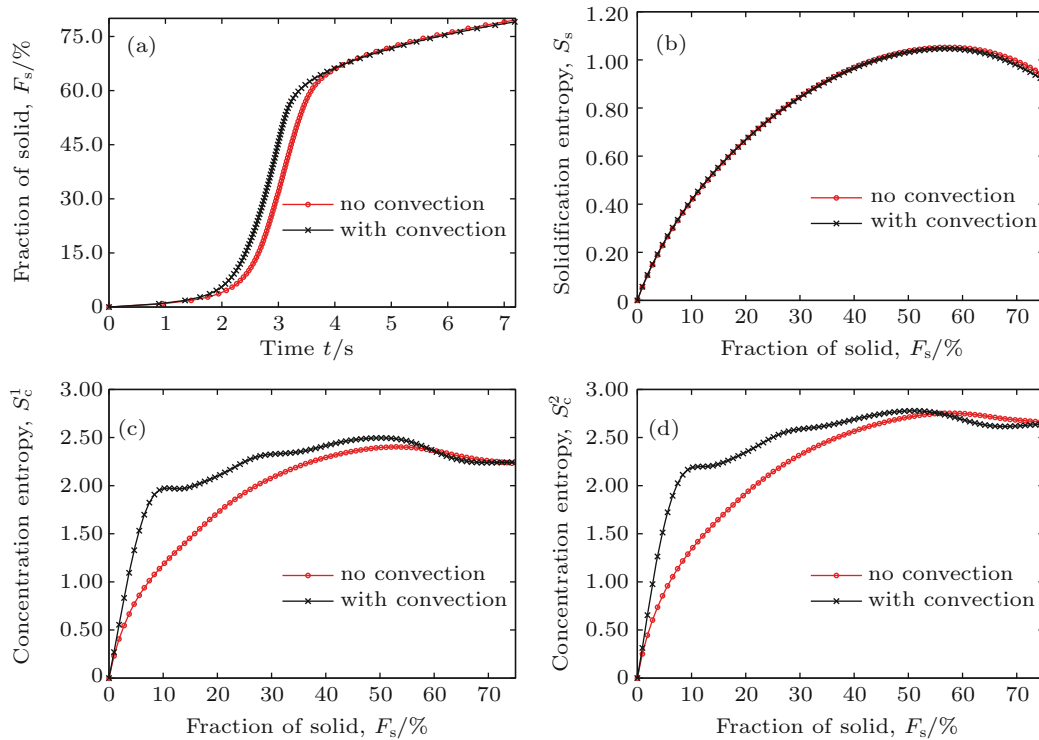 (a)
Fraction of solid, Fs/%
75.0
60.0
45.0
30.0
15.0
0
no convection
with convection
0 1 2 3 4 5 6 7
Time t/s
(b)
Solidification entropy, Ss
1.20
1.00
0.80
0.60
0.40
0.20
0
no convection
with convection
0 10 20 30 40 50 60 70
Fraction of solid, Fs/%
(c)
Concentration entropy, S¹c
3.00
2.50
2.00
1.50
1.00
0.50
0
no convection
with convection
0 10 20 30 40 50 60 70
Fraction of solid, Fs/%
(d)
Concentration entropy, S²c
3.00
2.50
2.00
1.50
1.00
0.50
0
no convection
with convection
0 10 20 30 40 50 60 70
Fraction of solid, Fs/%